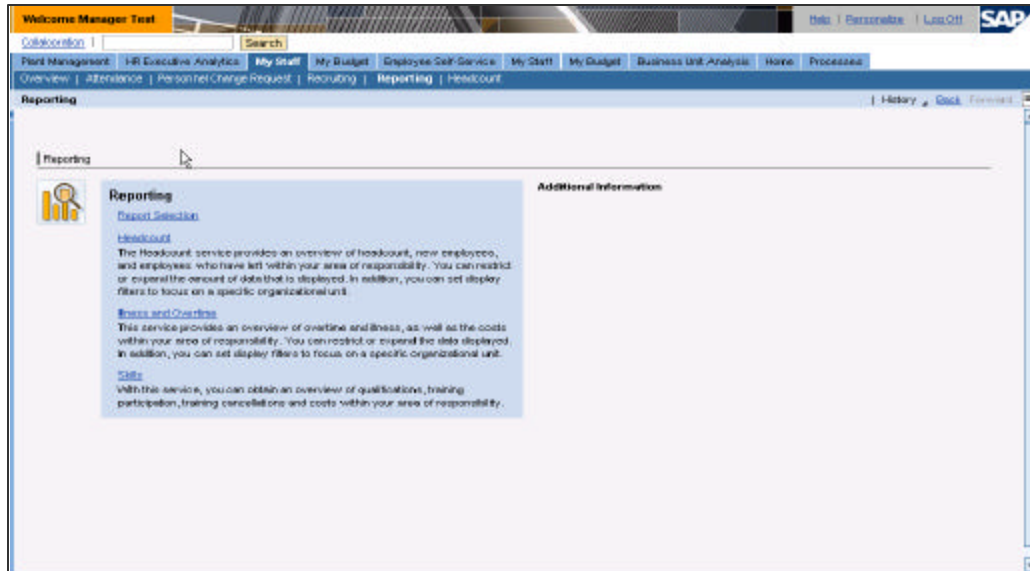 Welcome Manager Test
Help | Personalize | Log Off
SAP
Collaboration |
Search
Plant Management HR Executive Analytics My Staff My Budget Employee Self-Service My Staff My Budget Business Unit Analysis Home Processes
Overview | Attendance | Personnel Change Request | Recruiting | Reporting | Headcount
Reporting
| History Back Forward
Reporting
Reporting
Report Selection
Headcount
The Headcount service provides an overview of headcount, new employees,
and employees who have left within your area of responsibility. You can restrict
or expand the amount of data that is displayed. In addition, you can set display
filters to focus on a specific organizational unit.
Illness and Overtime
This service provides an overview of overtime and illness, as well as the costs
within your area of responsibility. You can restrict or expand the data displayed.
In addition, you can set display filters to focus on a specific organizational unit.
Skills
With this service, you can obtain an overview of qualifications, training
participation, training cancellations and costs within your area of responsibility.
Additional Information